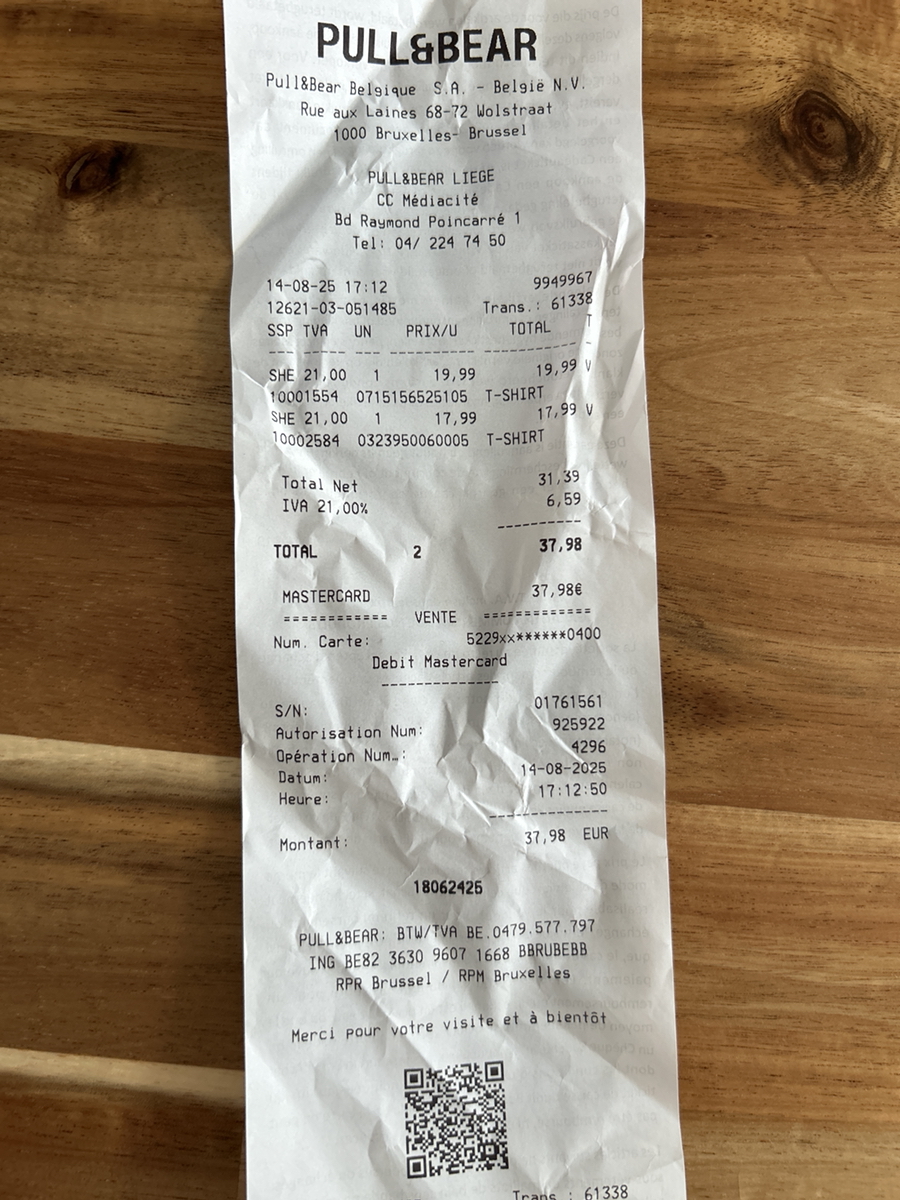 PULL&BEAR
Pull&Bear Belgique S.A. - België N.V.
Rue aux Laines 68-72 Wolstraat
1000 Bruxelles- Brussel
PULL&BEAR LIEGE
CC Médiacité
Bd Raymond Poincarré 1
Tel: 04/ 224 74 50
14-08-25 17:12 9949967
12621-03-051485 Trans.: 61338
SSP TVA UN PRIX/U TOTAL T
--- ----- --- ---------- ----------- -
SHE 21,00 1 19,99 19,99 V
10001554 0715156525105 T-SHIRT
SHE 21,00 1 17,99 17,99 V
10002584 0323950060005 T-SHIRT
Total Net 31,39
IVA 21,00% 6,59
----------
TOTAL 2 37,98
MASTERCARD 37,98€
============ VENTE ============
Num. Carte: 5229xx******0400
Debit Mastercard
--------------
S/N: 01761561
Autorisation Num: 925922
Opération Num…: 4296
Datum: 14-08-2025
Heure: 17:12:50
--------------
Montant: 37,98 EUR
18062425
PULL&BEAR: BTW/TVA BE.0479.577.797
ING BE82 3630 9607 1668 BBRUBEBB
RPR Brussel / RPM Bruxelles
Merci pour votre visite et à bientôt
Trans : 61338